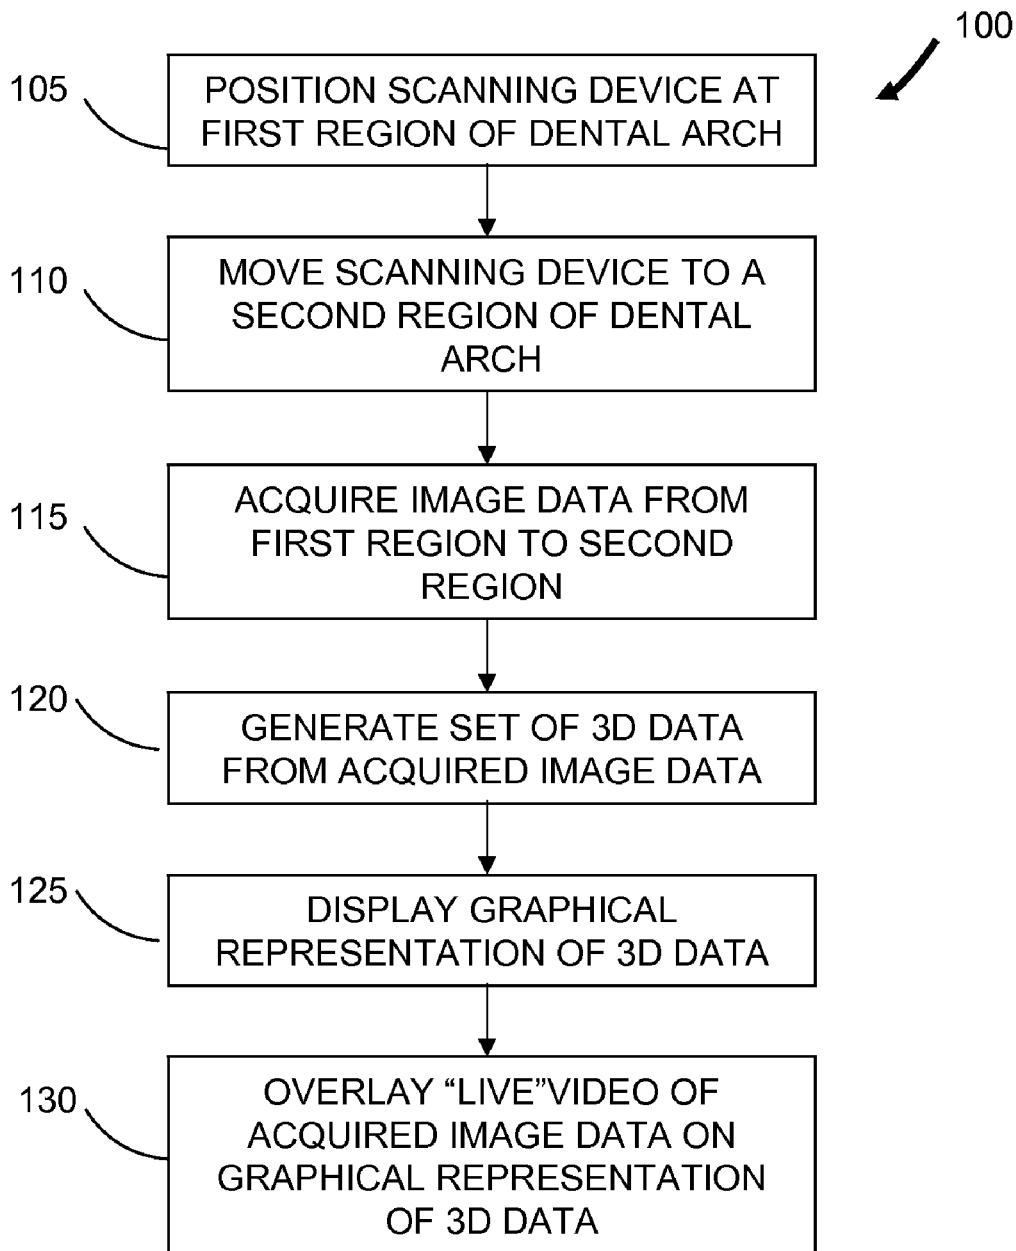 100
105
POSITION SCANNING DEVICE AT
FIRST REGION OF DENTAL ARCH
110
MOVE SCANNING DEVICE TO A
SECOND REGION OF DENTAL
ARCH
115
ACQUIRE IMAGE DATA FROM
FIRST REGION TO SECOND
REGION
120
GENERATE SET OF 3D DATA
FROM ACQUIRED IMAGE DATA
125
DISPLAY GRAPHICAL
REPRESENTATION OF 3D DATA
130
OVERLAY “LIVE”VIDEO OF
ACQUIRED IMAGE DATA ON
GRAPHICAL REPRESENTATION
OF 3D DATA